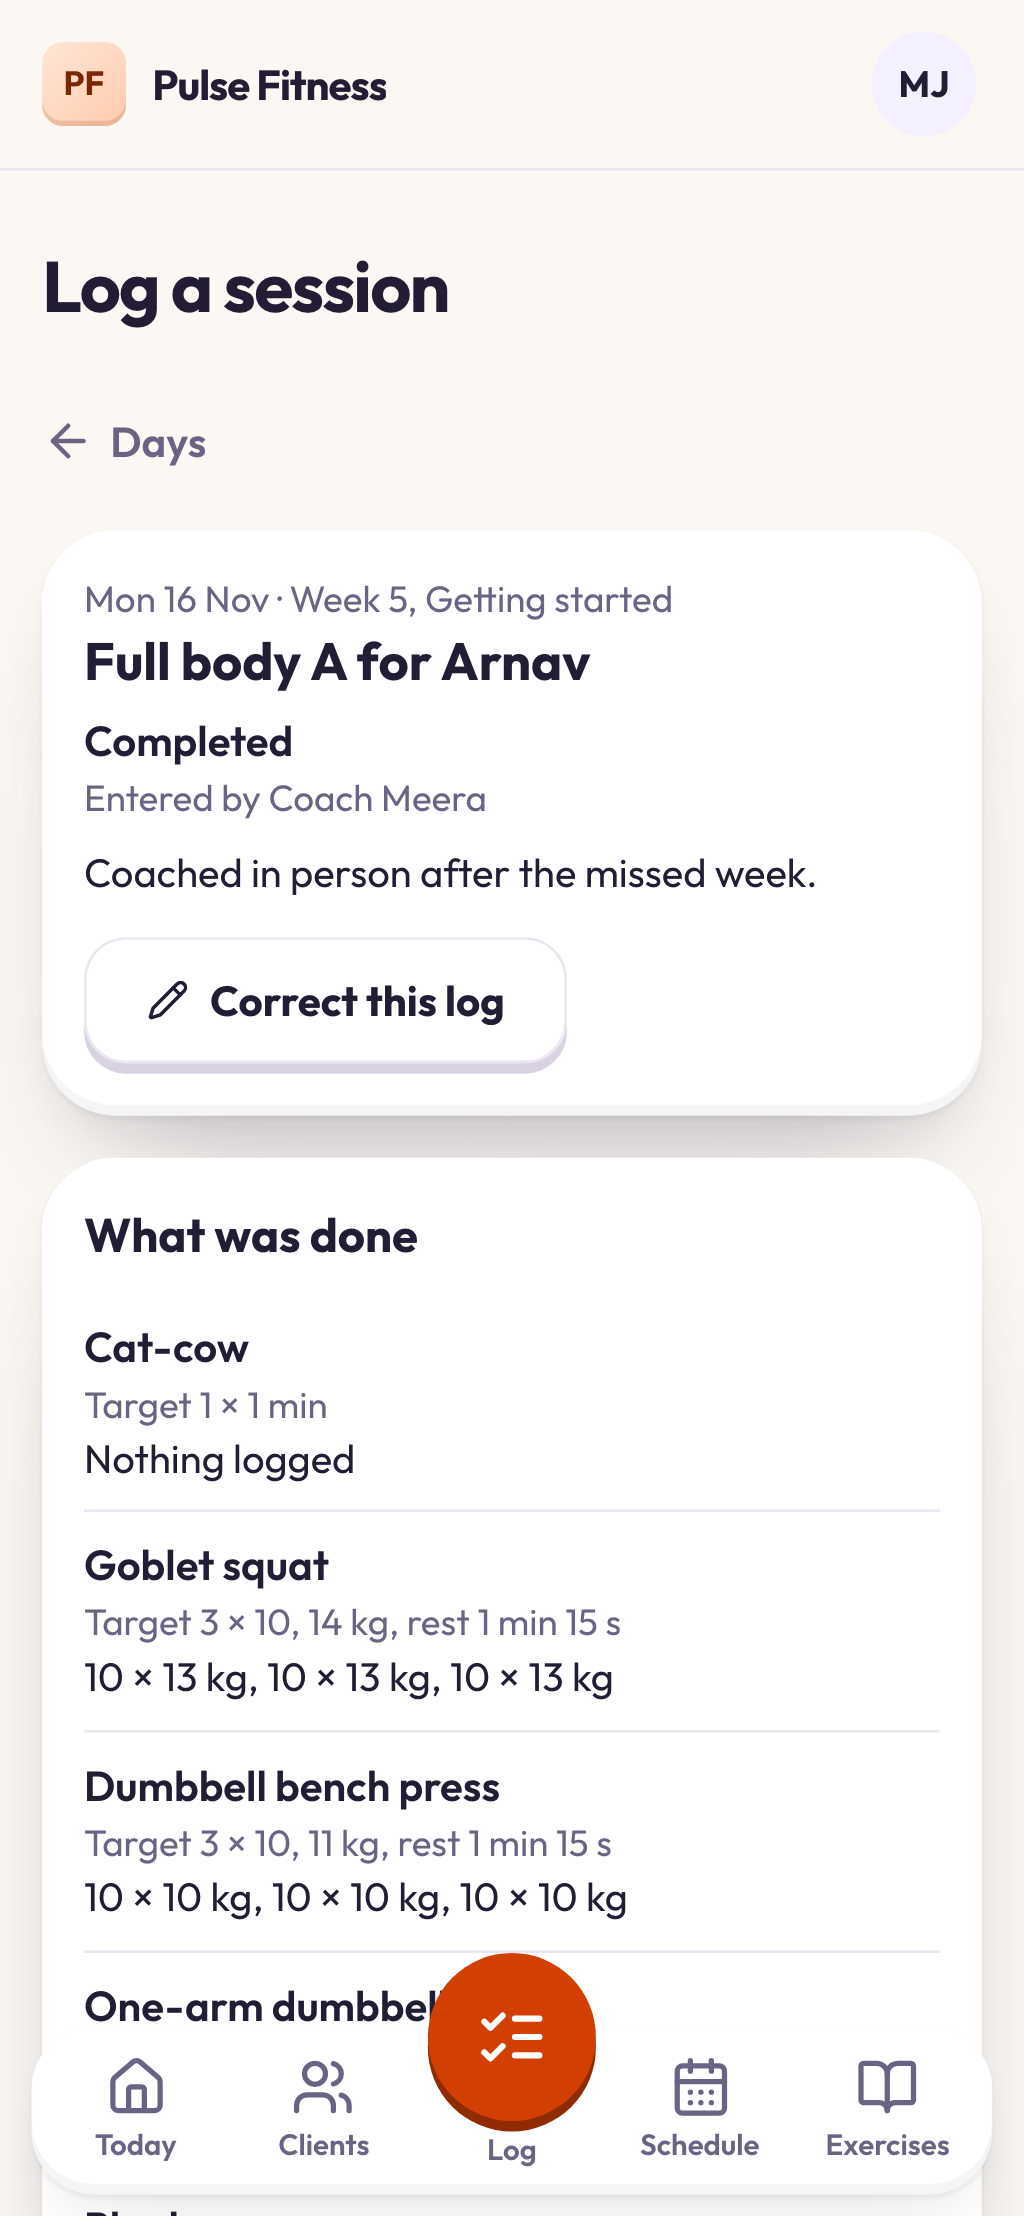 PF
Pulse Fitness
MJ
Log a session
Days
Mon 16 Nov · Week 5, Getting started
Full body A for Arnav
Completed
Entered by Coach Meera
Coached in person after the missed week.
Correct this log
What was done
Cat-cow
Target 1 × 1 min
Nothing logged
Goblet squat
Target 3 × 10, 14 kg, rest 1 min 15 s
10 × 13 kg, 10 × 13 kg, 10 × 13 kg
Dumbbell bench press
Target 3 × 10, 11 kg, rest 1 min 15 s
10 × 10 kg, 10 × 10 kg, 10 × 10 kg
One-arm dumbbell
Today
Clients
Log
Schedule
Exercises